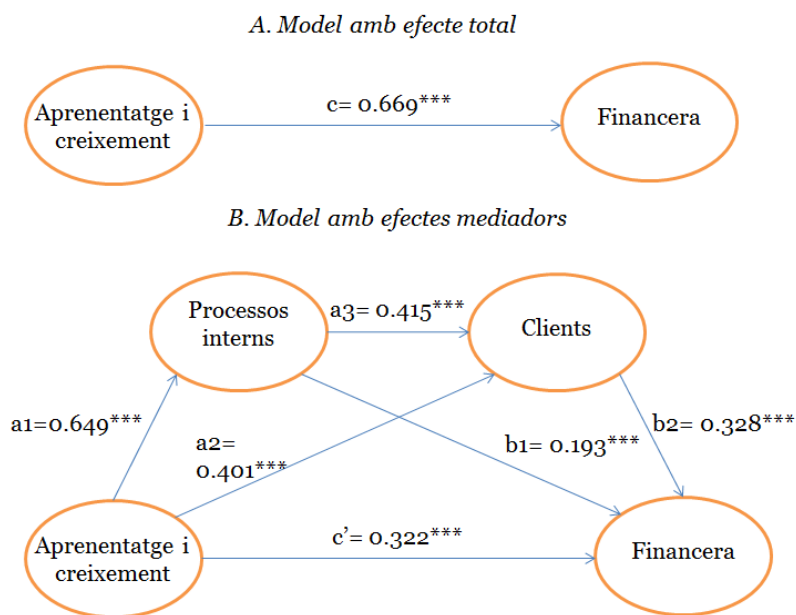 A. Model amb efecte total
Aprenentatge i
creixement
c= 0.669***
Financera
B. Model amb efectes mediadors
Processos
interns
a3= 0.415***
Clients
a1=0.649***
a2=
0.401***
b1= 0.193***
b2= 0.328***
Aprenentatge i
creixement
c’= 0.322***
Financera